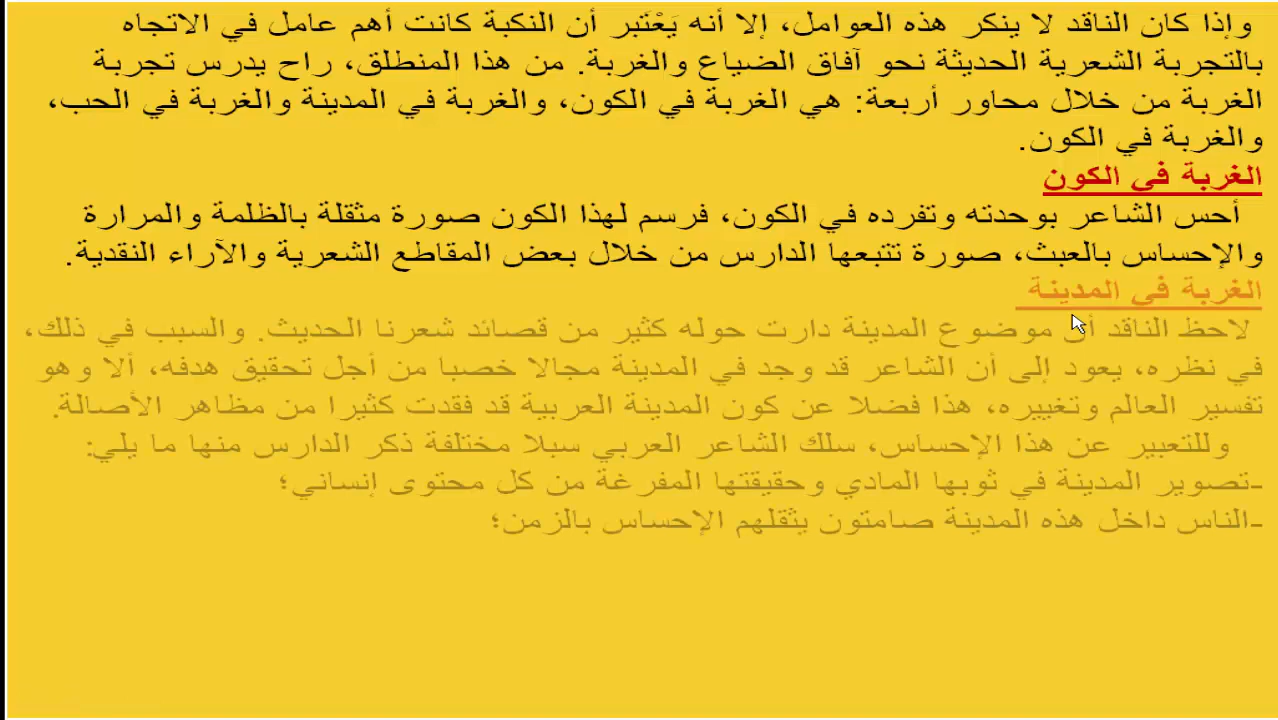 وإذا كان الناقد لا ينكر هذه العوامل، إلا أنه يَعْتَبر أن النكبة كانت أهم عامل في الاتجاه
بالتجربة الشعرية الحديثة نحو آفاق الضياع والغربة. من هذا المنطلق، راح يدرس تجربة
الغربة من خلال محاور أربعة: هي الغربة في الكون، والغربة في المدينة والغربة في الحب،
والغربة في الكون.
الغربة في الكون
أحس الشاعر بوحدته وتفرده في الكون، فرسم لهذا الكون صورة مثقلة بالظلمة والمرارة
والإحساس بالعبث، صورة تتبعها الدارس من خلال بعض المقاطع الشعرية والآراء النقدية.
الغربة في المدينة
لاحظ الناقد أن موضوع المدينة دارت حوله كثير من قصائد شعرنا الحديث. والسبب في ذلك،
في نظره، يعود إلى أن الشاعر قد وجد في المدينة مجالا خصبا من أجل تحقيق هدفه، ألا وهو
تفسير العالم وتغييره، هذا فضلا عن كون المدينة العربية قد فقدت كثيرا من مظاهر الأصالة.
وللتعبير عن هذا الإحساس، سلك الشاعر العربي سبلا مختلفة ذكر الدارس منها ما يلي:
-تصوير المدينة في ثوبها المادي وحقيقتها المفرغة من كل محتوى إنساني؛
-الناس داخل هذه المدينة صامتون يثقلهم الإحساس بالزمن؛